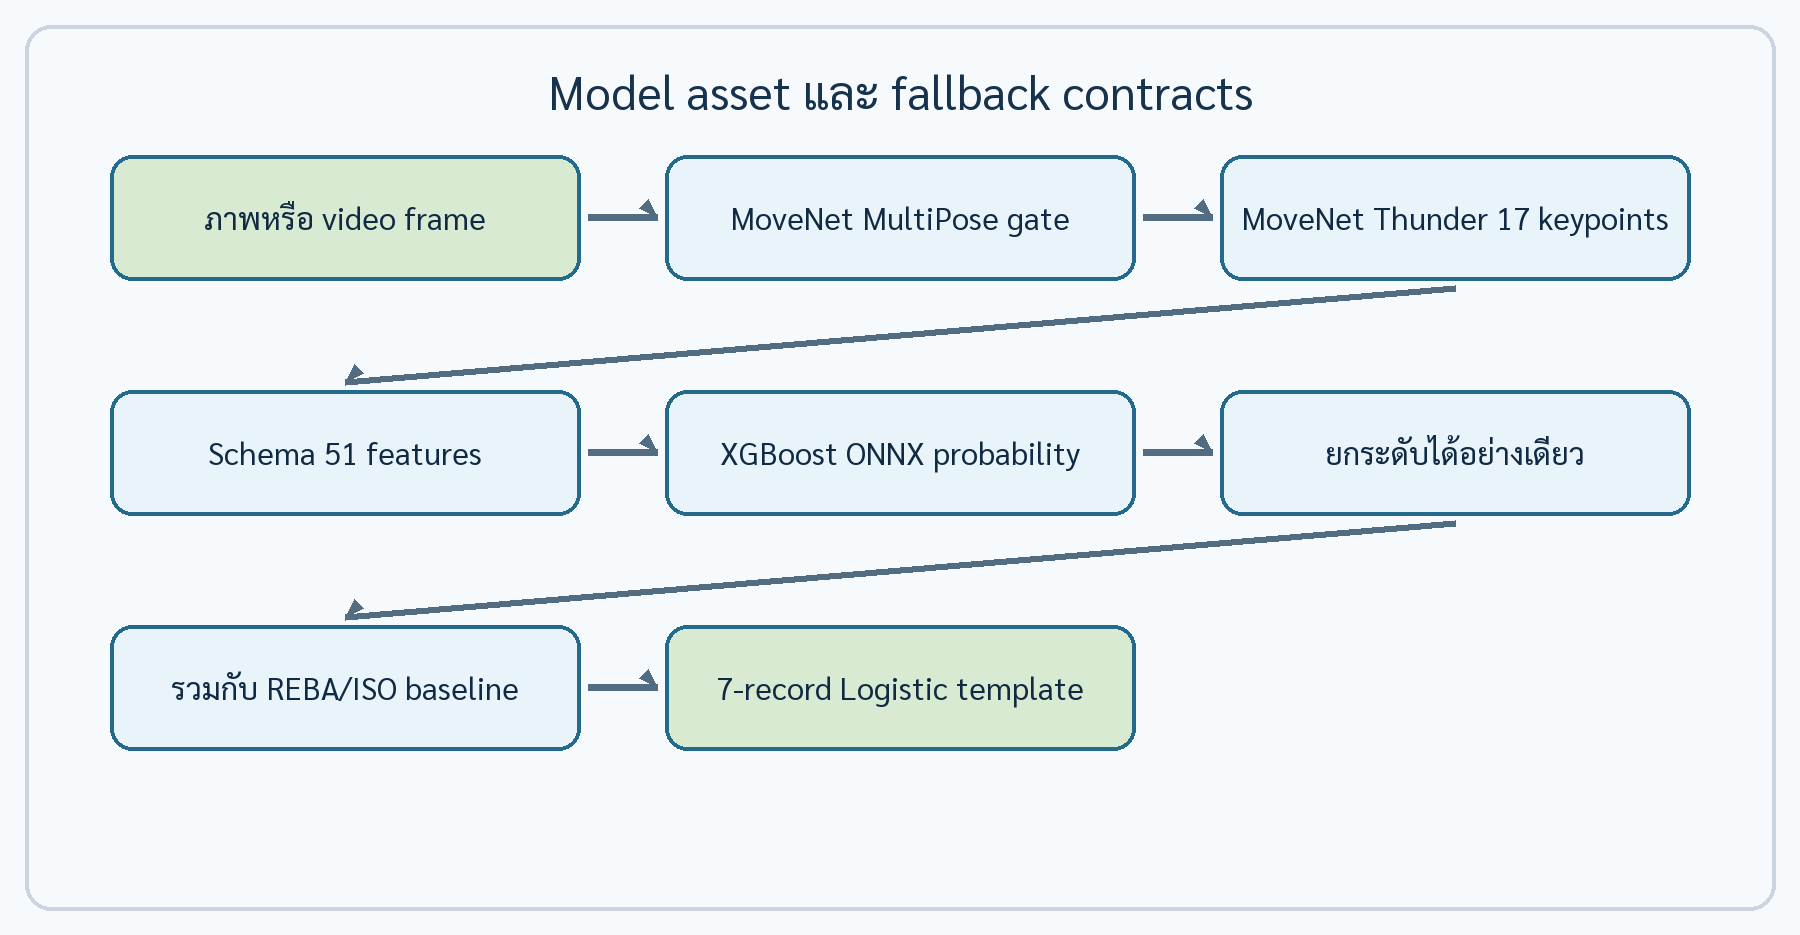 Model asset และ fallback contracts
ภาพหรือ video frame
MoveNet MultiPose gate
MoveNet Thunder 17 keypoints
Schema 51 features
XGBoost ONNX probability
ยกระดับได้อย่างเดียว
รวมกับ REBA/ISO baseline
7-record Logistic template